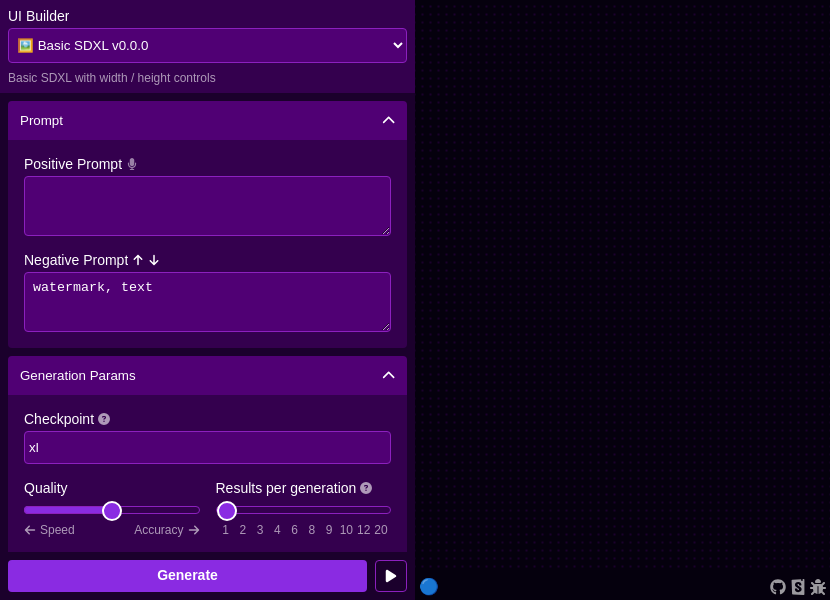 UI Builder
Basic SDXL v0.0.0
Basic SDXL with width / height controls
Prompt
Positive Prompt
Negative Prompt
watermark, text
Generation Params
Checkpoint
xl
Quality Results per generation
Speed Accuracy 1 2 3 4 6 8 9 10 12 20
Generate